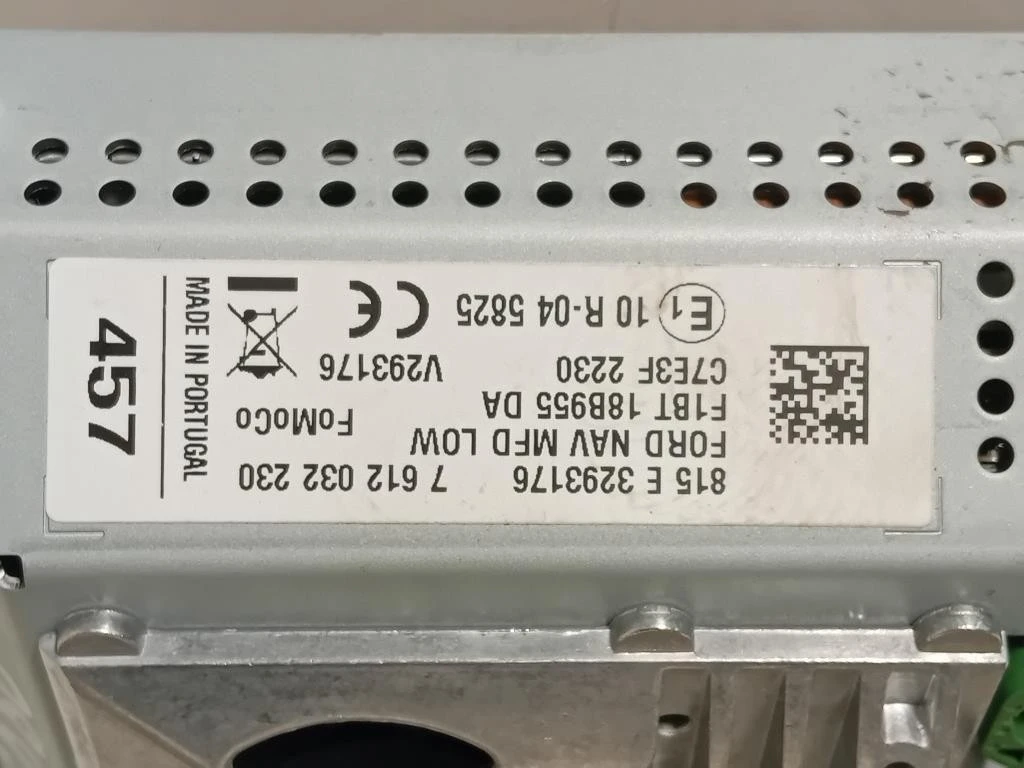 815 E 3293176 7 612 032 230
FORD NAV MFD LOW
F1BT 18B955 DA FoMoCo
C7E3F 2230 V293176
E1 10 R-04 5825 CE
MADE IN PORTUGAL
457